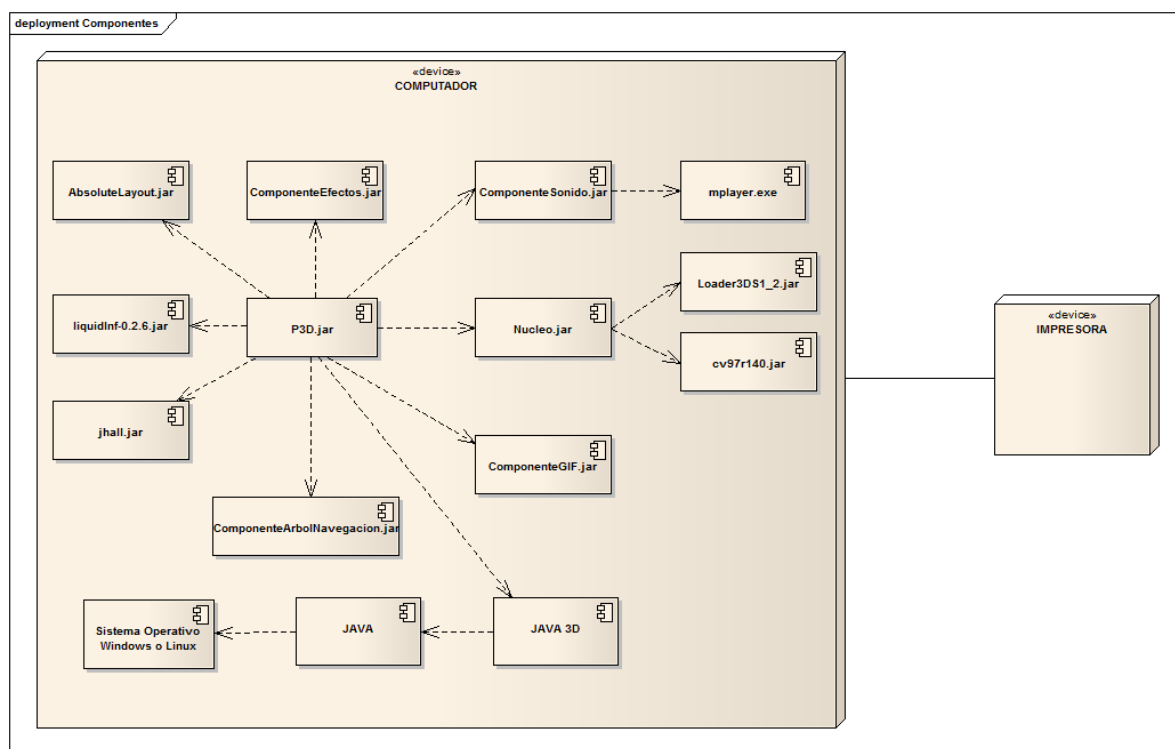 deployment Componentes
«device»
COMPUTADOR
AbsoluteLayout.jar
ComponenteEfectos.jar
ComponenteSonido.jar
mplayer.exe
Loader3DS1_2.jar
liquidlnf-0.2.6.jar
P3D.jar
Nucleo.jar
cv97r140.jar
«device»
IMPRESORA
jhall.jar
ComponenteGIF.jar
ComponenteArbolNavegacion.jar
Sistema Operativo
Windows o Linux
JAVA
JAVA 3D